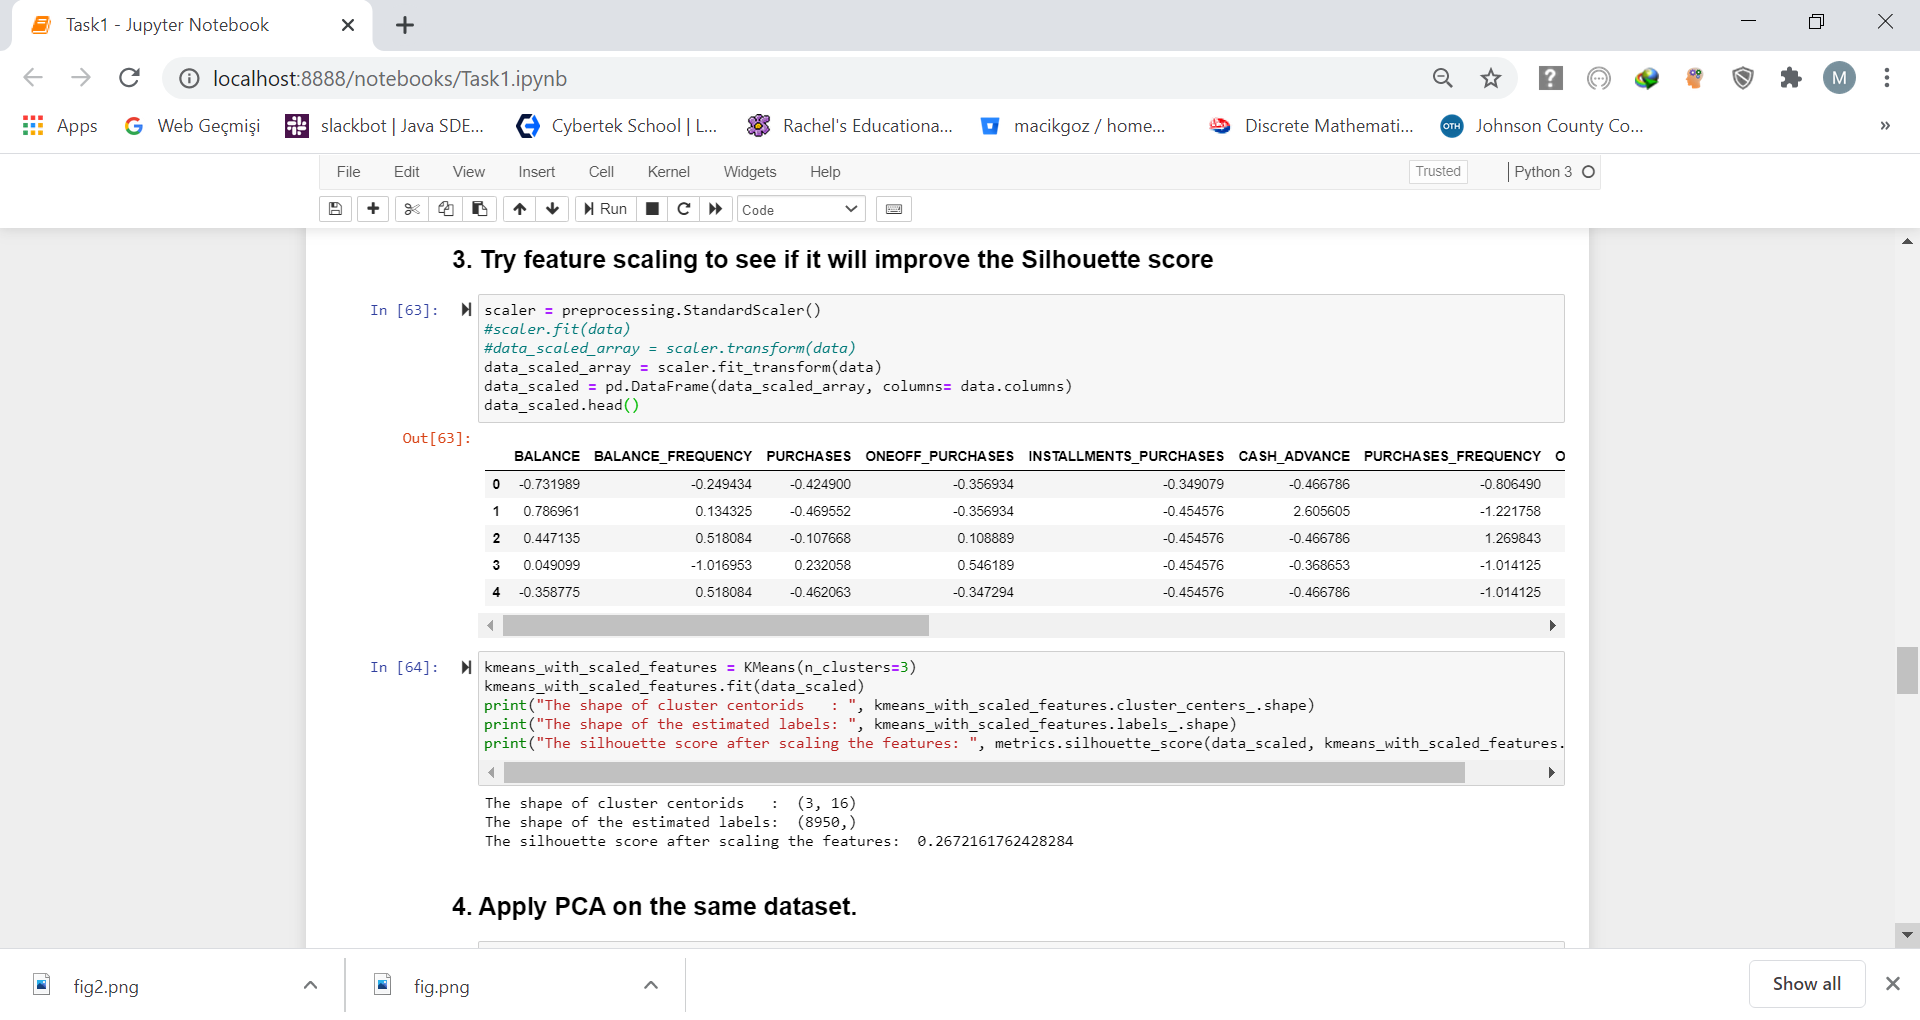 Task1 - Jupyter Notebook
localhost:8888/notebooks/Task1.ipynb
M
Apps
Web Geçmişi
slackbot | Java SDE...
Cybertek School | L...
Rachel's Educationa...
macikgoz / home...
Discrete Mathemati...
OTH
Johnson County Co...
»
File Edit View Insert Cell Kernel Widgets Help
Trusted
Python 3
Run
Code
3. Try feature scaling to see if it will improve the Silhouette score
In [63]:
scaler = preprocessing.StandardScaler()
#scaler.fit(data)
#data_scaled_array = scaler.transform(data)
data_scaled_array = scaler.fit_transform(data)
data_scaled = pd.DataFrame(data_scaled_array, columns= data.columns)
data_scaled.head()
Out[63]:
BALANCE BALANCE_FREQUENCY PURCHASES ONEOFF_PURCHASES INSTALLMENTS_PURCHASES CASH_ADVANCE PURCHASES_FREQUENCY O
0 -0.731989 -0.249434 -0.424900 -0.356934 -0.349079 -0.466786 -0.806490
1 0.786961 0.134325 -0.469552 -0.356934 -0.454576 2.605605 -1.221758
2 0.447135 0.518084 -0.107668 0.108889 -0.454576 -0.466786 1.269843
3 0.049099 -1.016953 0.232058 0.546189 -0.454576 -0.368653 -1.014125
4 -0.358775 0.518084 -0.462063 -0.347294 -0.454576 -0.466786 -1.014125
In [64]:
kmeans_with_scaled_features = KMeans(n_clusters=3)
kmeans_with_scaled_features.fit(data_scaled)
print("The shape of cluster centorids   : ", kmeans_with_scaled_features.cluster_centers_.shape)
print("The shape of the estimated labels: ", kmeans_with_scaled_features.labels_.shape)
print("The silhouette score after scaling the features: ", metrics.silhouette_score(data_scaled, kmeans_with_scaled_features.
The shape of cluster centorids   :  (3, 16)
The shape of the estimated labels:  (8950,)
The silhouette score after scaling the features:  0.2672161762428284
4. Apply PCA on the same dataset.
fig2.png
fig.png
Show all